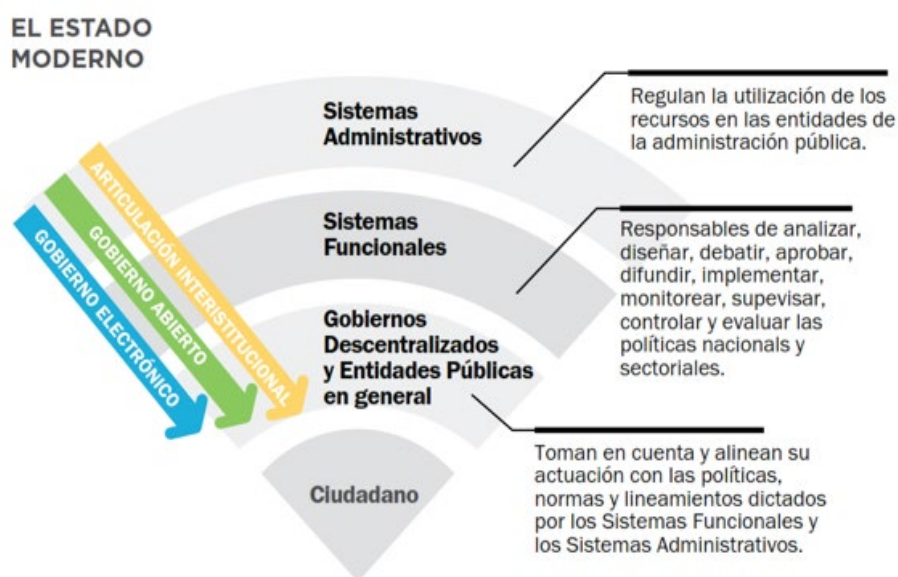 EL ESTADO
MODERNO
Sistemas
Administrativos
Regulan la utilización de los
recursos en las entidades de
la administración pública.
ARTICULACIÓN INTERISTITUCIONAL
GOBIERNO ABIERTO
GOBIERNO ELECTRÓNICO
Sistemas
Funcionales
Responsables de analizar,
diseñar, debatir, aprobar,
difundir, implementar,
monitorear, supevisar,
controlar y evaluar las
políticas nacionals y
sectoriales.
Gobiernos
Descentralizados
y Entidades Públicas
en general
Toman en cuenta y alinean su
actuación con las políticas,
normas y lineamientos dictados
por los Sistemas Funcionales y
los Sistemas Administrativos.
Ciudadano